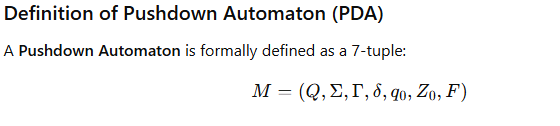 Definition of Pushdown Automaton (PDA)
A Pushdown Automaton is formally defined as a 7-tuple:
M = (Q, Σ, Γ, δ, q₀, Z₀, F)